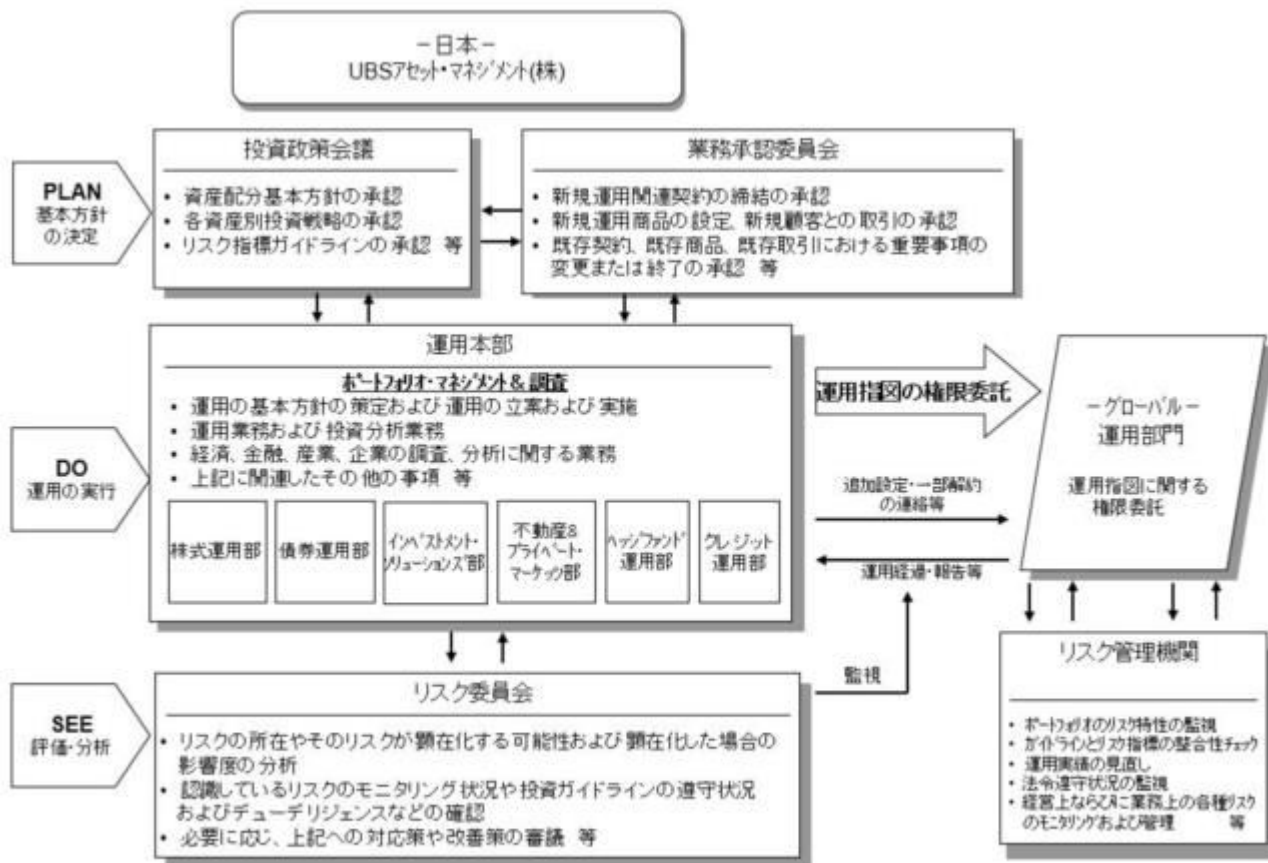 －日本－
UBSアセット・マネジメント(株)
PLAN
基本方針
の決定
投資政策会議
• 資産配分基本方針の承認
• 各資産別投資戦略の承認
• リスク指標ガイドラインの承認 等
業務承認委員会
• 新規運用関連契約の締結の承認
• 新規運用商品の設定、新規顧客との取引の承認
• 既存契約、既存商品、既存取引における重要事項の
変更または終了の承認 等
DO
運用の実行
運用本部
ポートフォリオ・マネジメント & 調査
• 運用の基本方針の策定および運用の立案および実施
• 運用業務および投資分析業務
• 経済、金融、産業、企業の調査、分析に関する業務
• 上記に関連したその他の事項 等
株式運用部
債券運用部
インベストメント・
ソリューションズ部
不動産&
プライベート・
マーケッツ部
ヘッジファンド
運用部
クレジット
運用部
運用指図の権限委託
追加設定・一部解約
の連絡等
運用経過・報告等
監視
－グローバル－
運用部門
運用指図に関する
権限委託
SEE
評価・分析
リスク委員会
• リスクの所在やそのリスクが顕在化する可能性および顕在化した場合の
影響度の分析
• 認識しているリスクのモニタリング状況や投資ガイドラインの遵守状況
およびデューデリジェンスなどの確認
• 必要に応じ、上記への対応策や改善策の審議 等
リスク管理機関
• ポートフォリオのリスク特性の監視
• ガイドラインとリスク指標の整合性チェック
• 運用実績の見直し
• 法令遵守状況の監視
• 経営上ならびに業務上の各種リスク
のモニタリングおよび管理 等